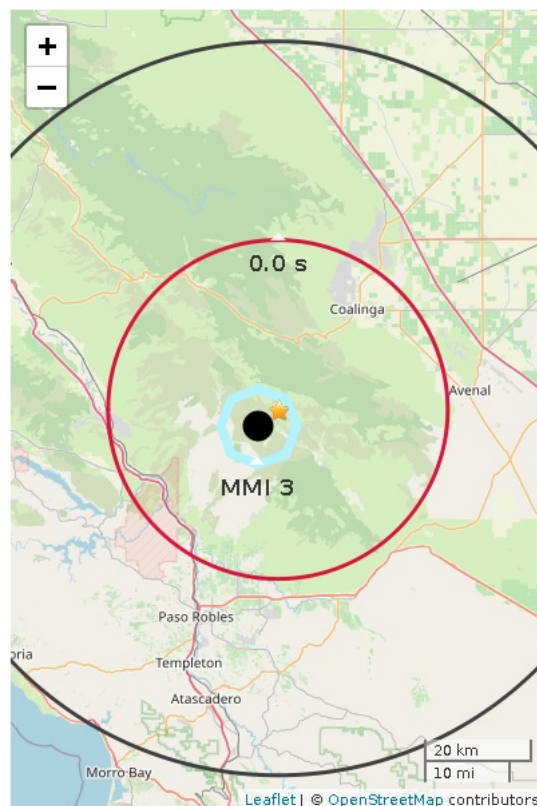 +
−
0.0 s
Coalinga
Avenal
MMI 3
Paso Robles
oria
Templeton
Atascadero
20 km
10 mi
Morro Bay
Leaflet | © OpenStreetMap contributors